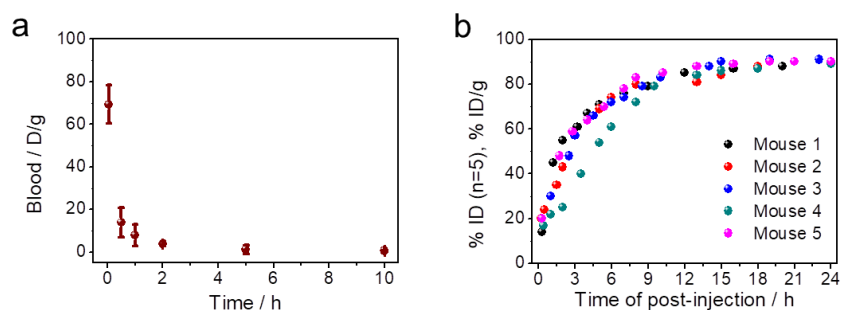 a
100
80
60
40
20
0
Blood / D/g
0 2 4 6 8 10
Time / h
b
100
80
60
40
20
0
% ID (n=5), % ID/g
Mouse 1
Mouse 2
Mouse 3
Mouse 4
Mouse 5
0 3 6 9 12 15 18 21 24
Time of post-injection / h